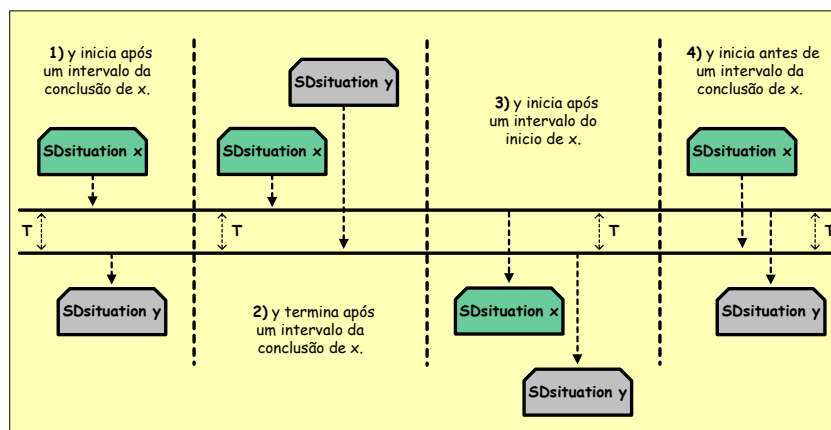 1) y inicia após
um intervalo da
conclusão de x.
SDsituation x
T
SDsituation y
SDsituation y
SDsituation x
T
2) y termina após
um intervalo da
conclusão de x.
3) y inicia após
um intervalo do
inicio de x.
T
SDsituation x
SDsituation y
4) y inicia antes de
um intervalo da
conclusão de x.
SDsituation x
T
SDsituation y